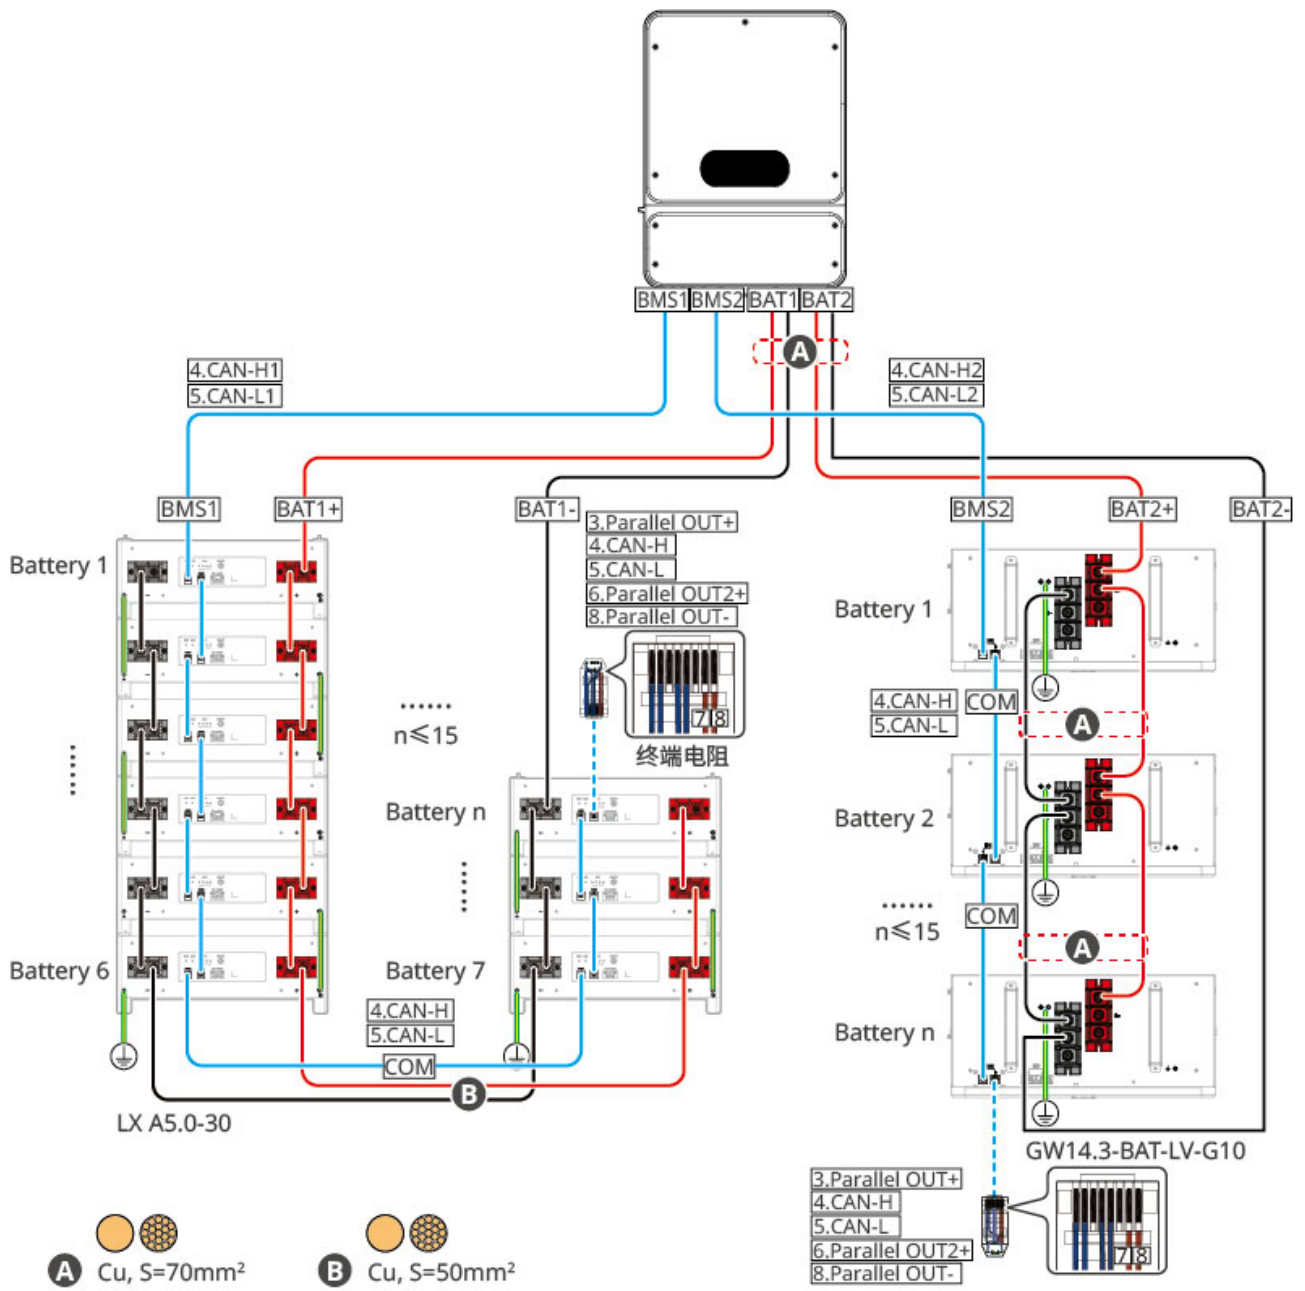 BMS1 BMS2 BAT1 BAT2
A
4.CAN-H1
5.CAN-L1
4.CAN-H2
5.CAN-L2
BMS1 BAT1+ BAT1- BMS2 BAT2+ BAT2-
3.Parallel OUT+
4.CAN-H
5.CAN-L
6.Parallel OUT2+
8.Parallel OUT-
7 8
终端电阻
Battery 1
......
......
n≤15
Battery n
......
Battery 6
Battery 7
4.CAN-H
5.CAN-L
COM
B
LX A5.0-30
Battery 1
4.CAN-H
5.CAN-L
COM
A
Battery 2
......
n≤15
COM
A
Battery n
GW14.3-BAT-LV-G10
3.Parallel OUT+
4.CAN-H
5.CAN-L
6.Parallel OUT2+
8.Parallel OUT-
7 8
A Cu, S=70mm²
B Cu, S=50mm²